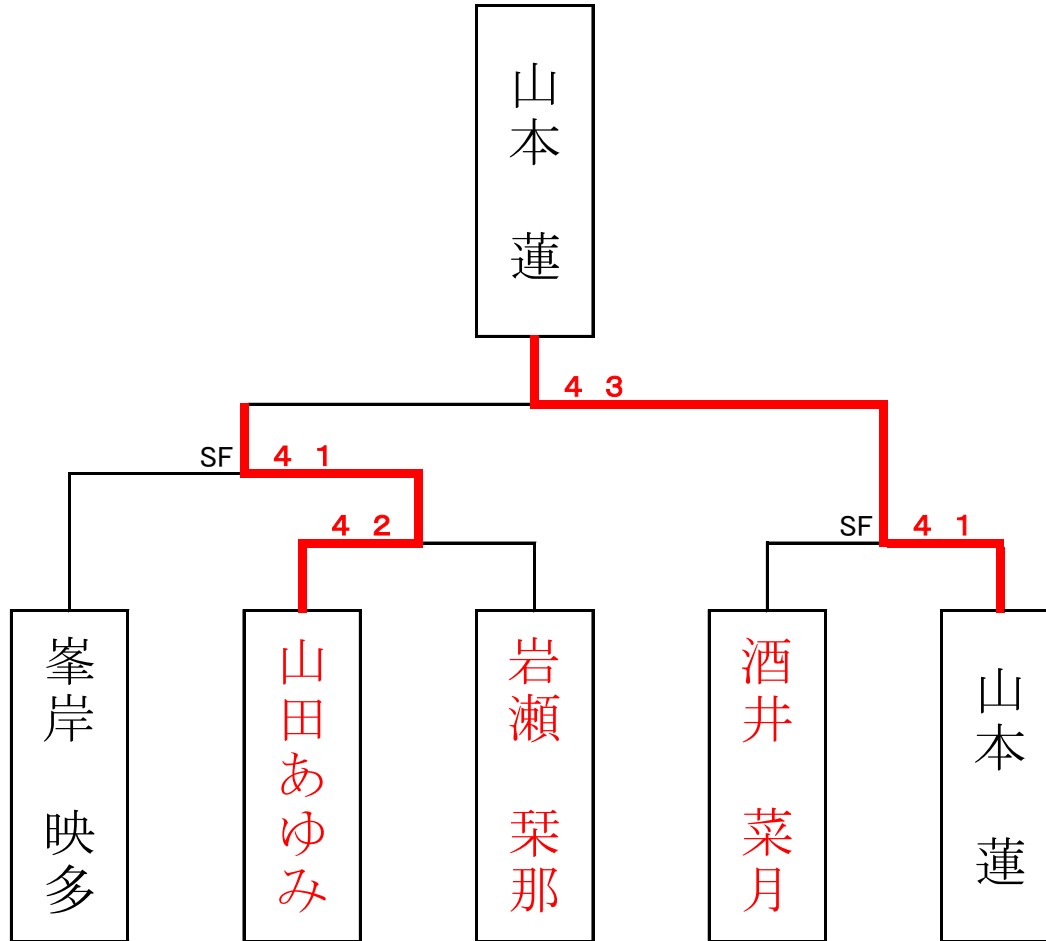 山本　蓮
４　３
SF
４　１
４　２
SF
４　１
峯岸　映多
山田あゆみ
岩瀬　栞那
酒井　菜月
山本　蓮